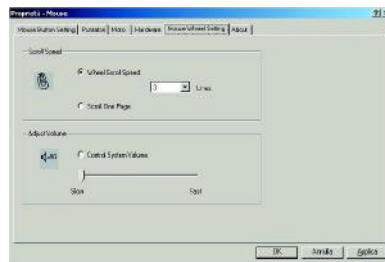 Proprietà - Mouse
Mouse Button Setting Puntatori Moto Hardware Mouse Wheel Setting About
Scroll Speed
Wheel Scroll Speed
3 Lines
Scroll One Page
Adjust Volume
Control System Volume
Slow Fast
OK Annulla Applica